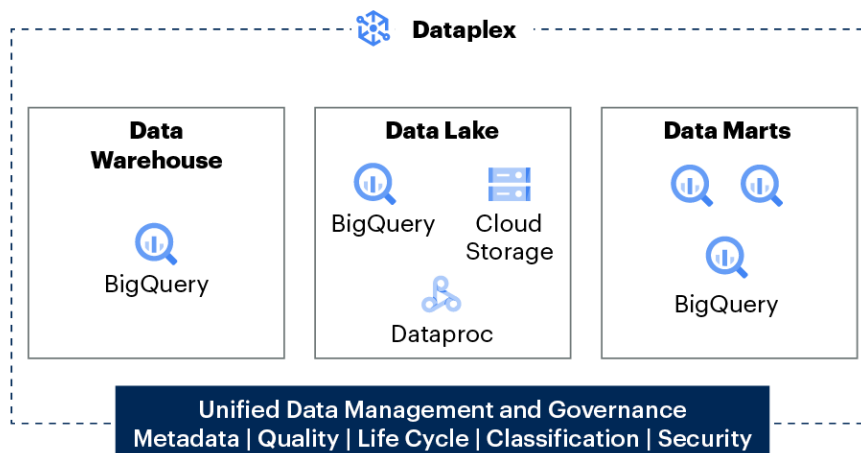 Dataplex
Data
Warehouse
BigQuery
Data Lake
BigQuery
Cloud
Storage
Dataproc
Data Marts
BigQuery
Unified Data Management and Governance
Metadata | Quality | Life Cycle | Classification | Security